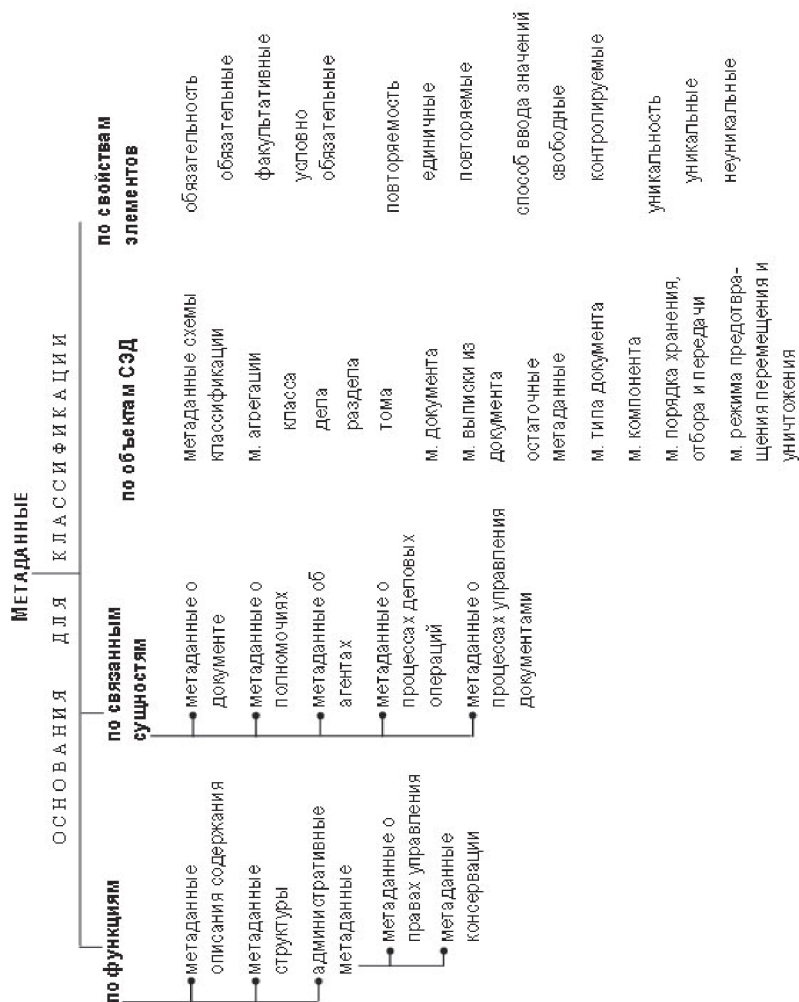 МЕТАДАННЫЕ
ОСНОВАНИЯ ДЛЯ КЛАССИФИКАЦИИ
по функциям
метаданные
описания содержания
метаданные
структуры
административные
метаданные
метаданные о
правах управления
метаданные
консервации
по связанным
сущностям
метаданные о
документе
метаданные о
полномочиях
метаданные об
агентах
метаданные о
процессах деловых
операций
метаданные о
процессах управления
документами
по объектам СЭД
метаданные схемы
классификации
м. агрегации
класса
дела
раздела
тома
м. документа
м. выписки из
документа
остаточные
метаданные
м. типа документа
м. компонента
м. порядка хранения,
отбора и передачи
м. режима предотвра-
щения перемещения и
уничтожения
по свойствам
элементов
обязательность
обязательные
факультативные
условно
обязательные
повторяемость
единичные
повторяемые
способ ввода значений
свободные
контролируемые
уникальность
уникальные
неуникальные